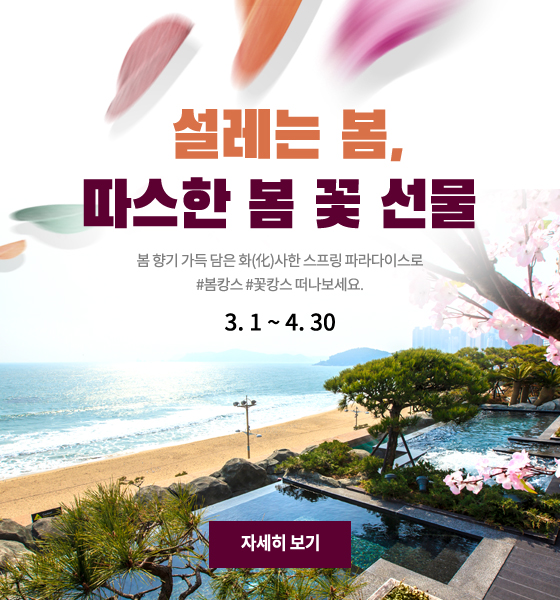 설레는 봄,
따스한 봄 꽃 선물
봄 향기 가득 담은 화(化)사한 스프링 파라다이스로
#봄캉스 #꽃캉스 떠나보세요.
3. 1 ~ 4. 30
자세히 보기